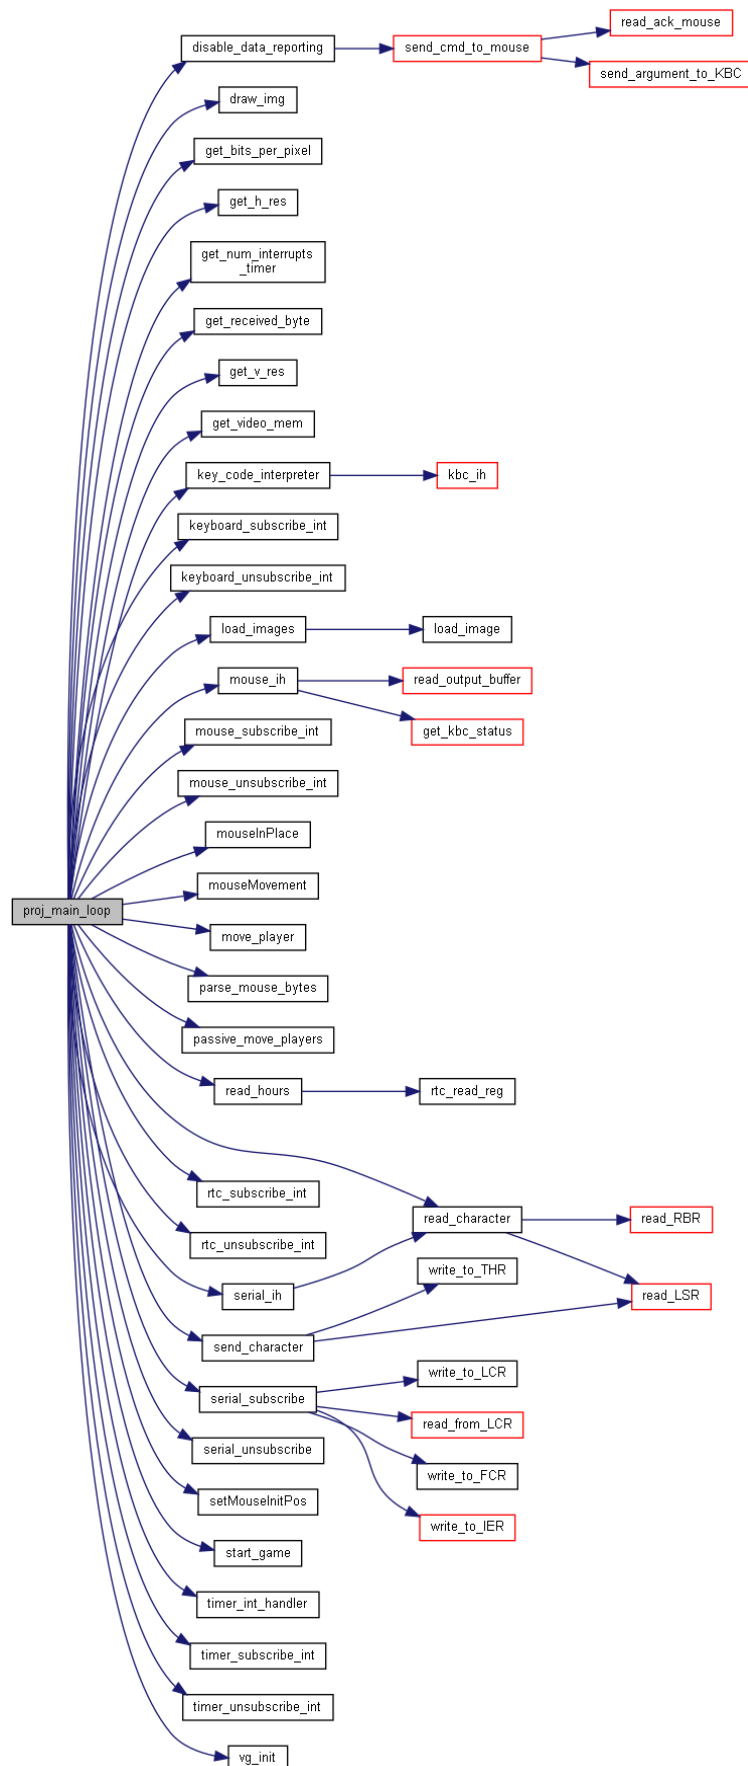 read_ack_mouse
disable_data_reporting
send_cmd_to_mouse
send_argument_to_KBC
draw_img
get_bits_per_pixel
get_h_res
get_num_interrupts
_timer
get_received_byte
get_v_res
get_video_mem
key_code_interpreter
kbc_ih
keyboard_subscribe_int
keyboard_unsubscribe_int
load_images
load_image
mouse_ih
read_output_buffer
mouse_subscribe_int
get_kbc_status
mouse_unsubscribe_int
mouseInPlace
mouseMovement
proj_main_loop
move_player
parse_mouse_bytes
passive_move_players
read_hours
rtc_read_reg
rtc_subscribe_int
read_character
read_RBR
rtc_unsubscribe_int
write_to_THR
serial_ih
read_LSR
send_character
write_to_LCR
serial_subscribe
read_from_LCR
serial_unsubscribe
write_to_FCR
setMouseInitPos
write_to_IER
start_game
timer_int_handler
timer_subscribe_int
timer_unsubscribe_int
vg_init